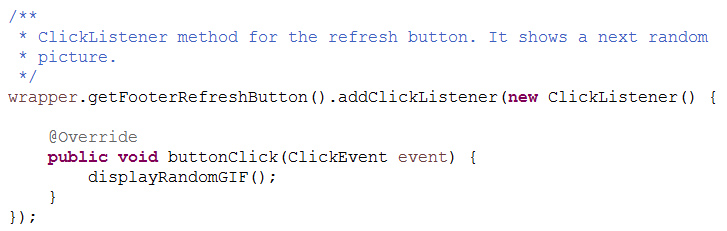 /**
 * ClickListener method for the refresh button. It shows a next random
 * picture.
 */
wrapper.getFooterRefreshButton().addClickListener(new ClickListener() {

    @Override
    public void buttonClick(ClickEvent event) {
        displayRandomGIF();
    }
});